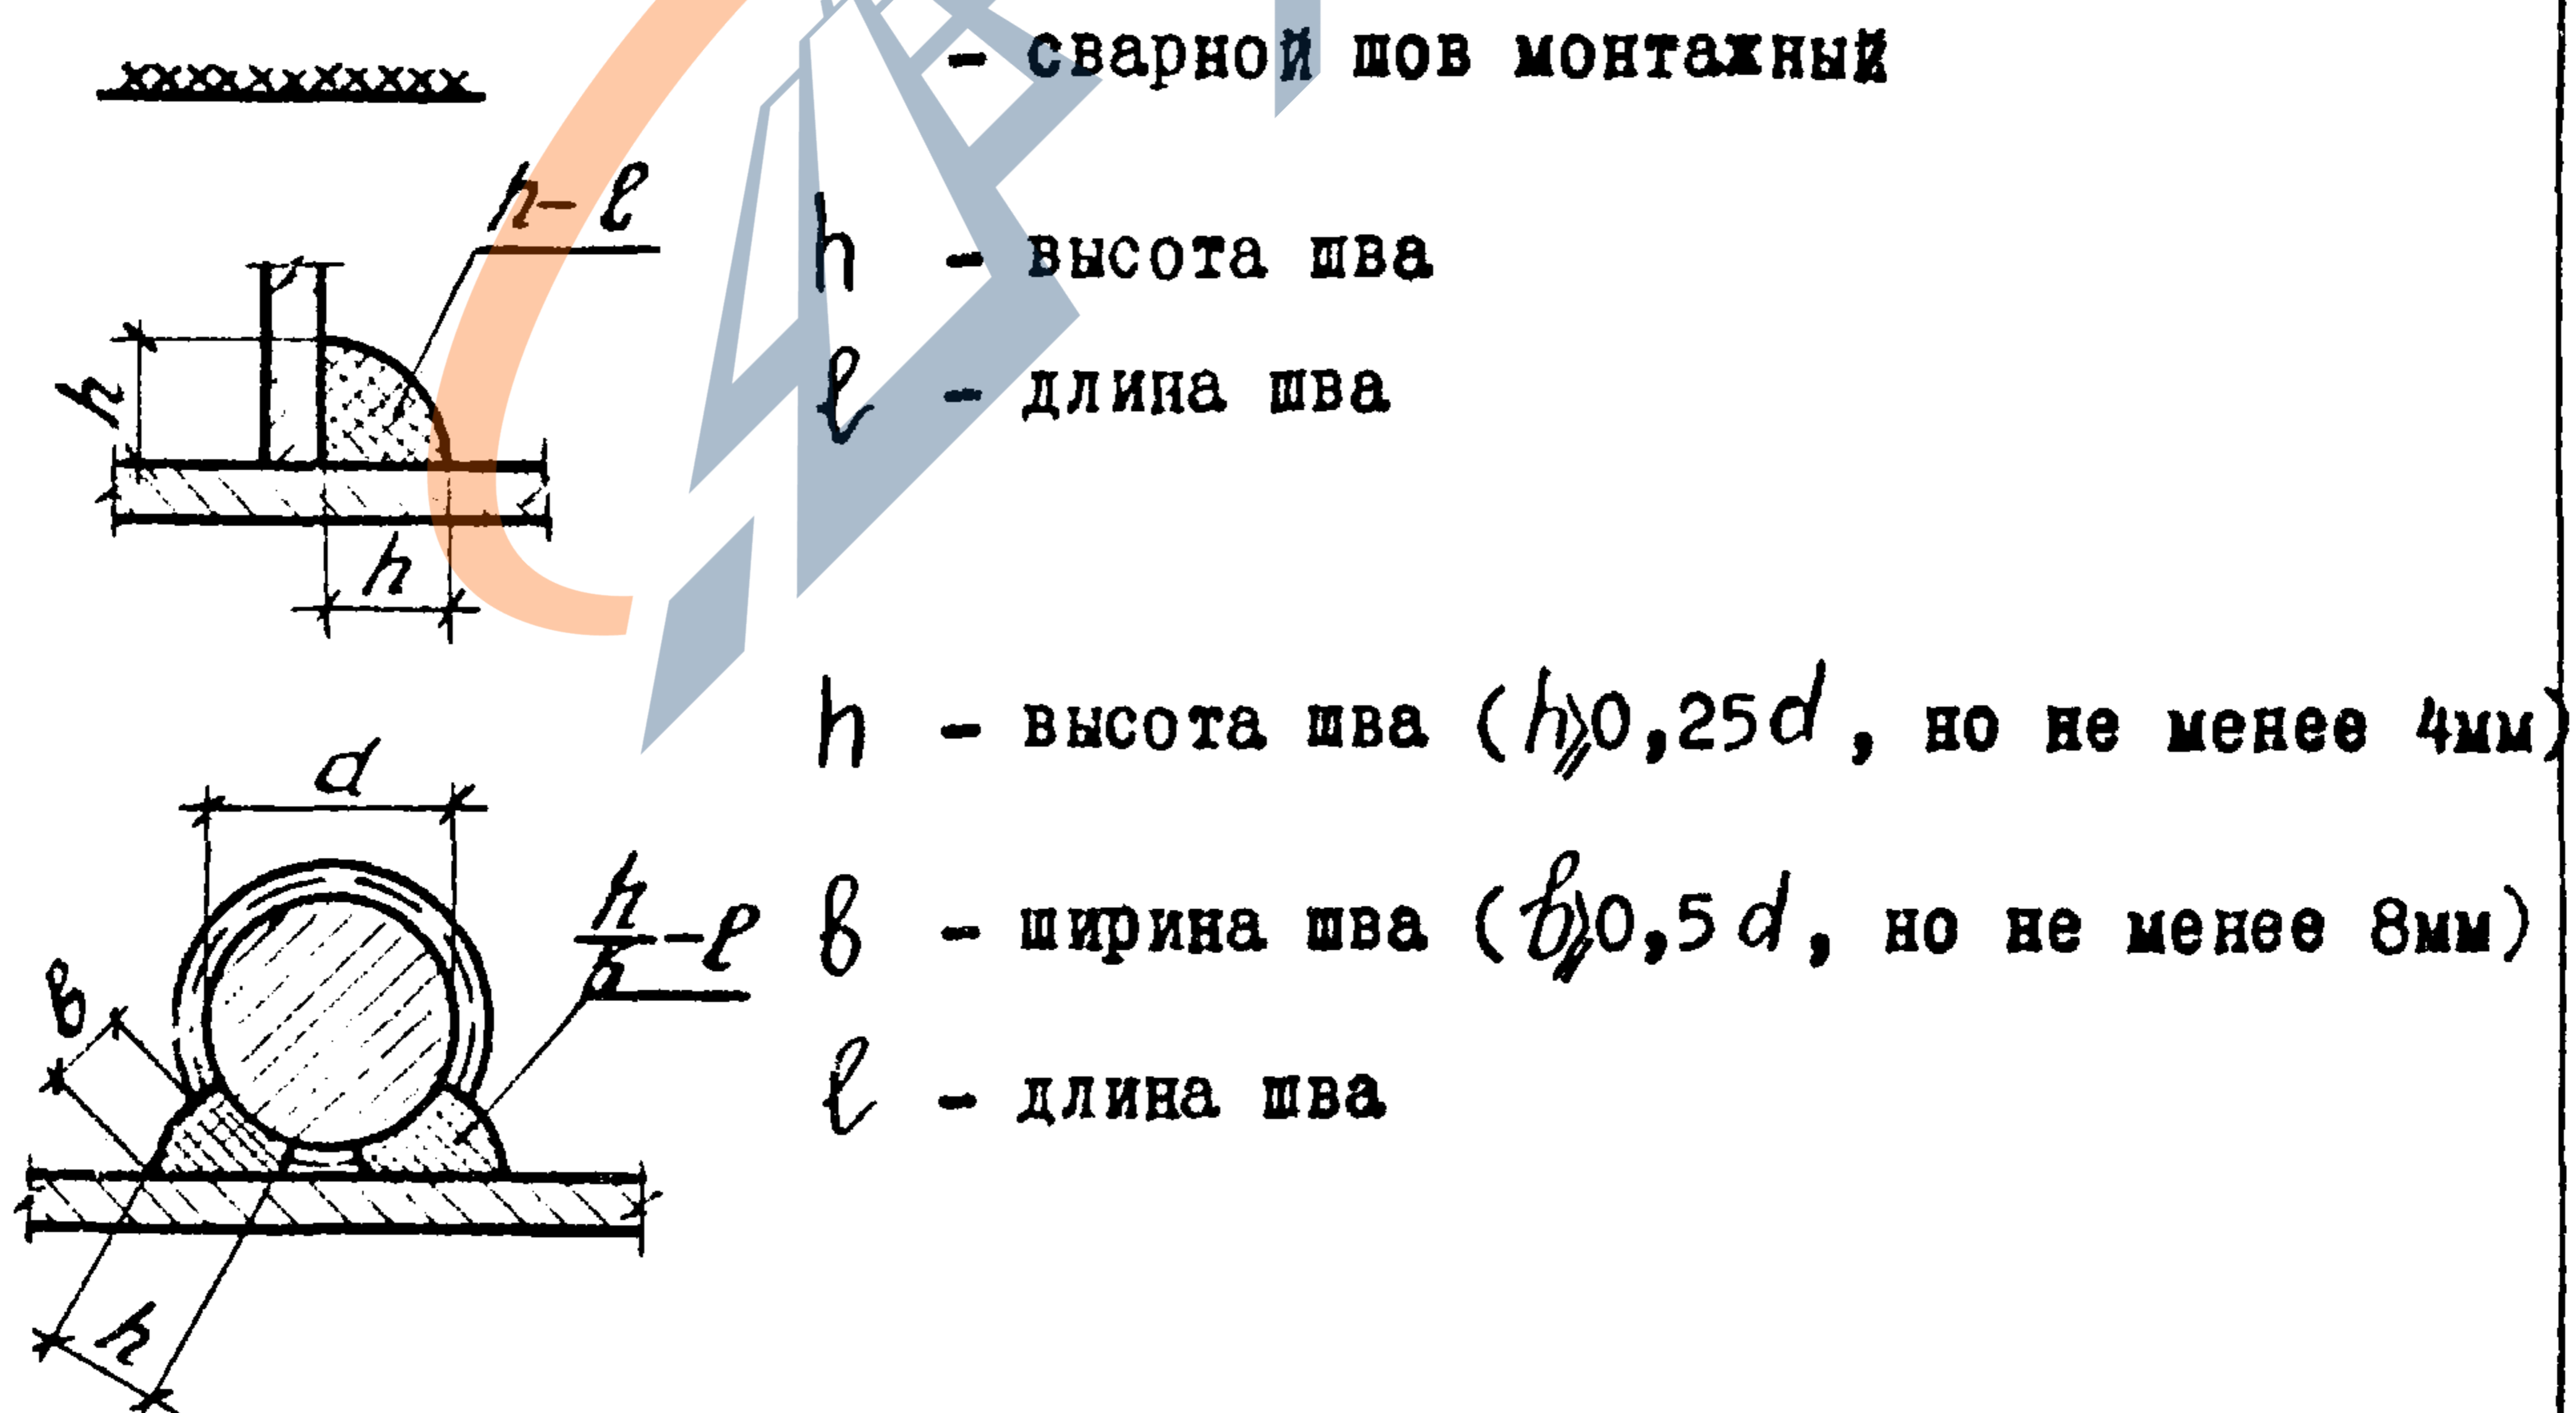 - сварной шов монтажный
h - l
h - высота шва
h
l - длина шва
h
h - высота шва (h⩾0,25d, но не менее 4мм)
d
h/в - l
в - ширина шва (в⩾0,5d, но не менее 8мм)
в
l - длина шва
h